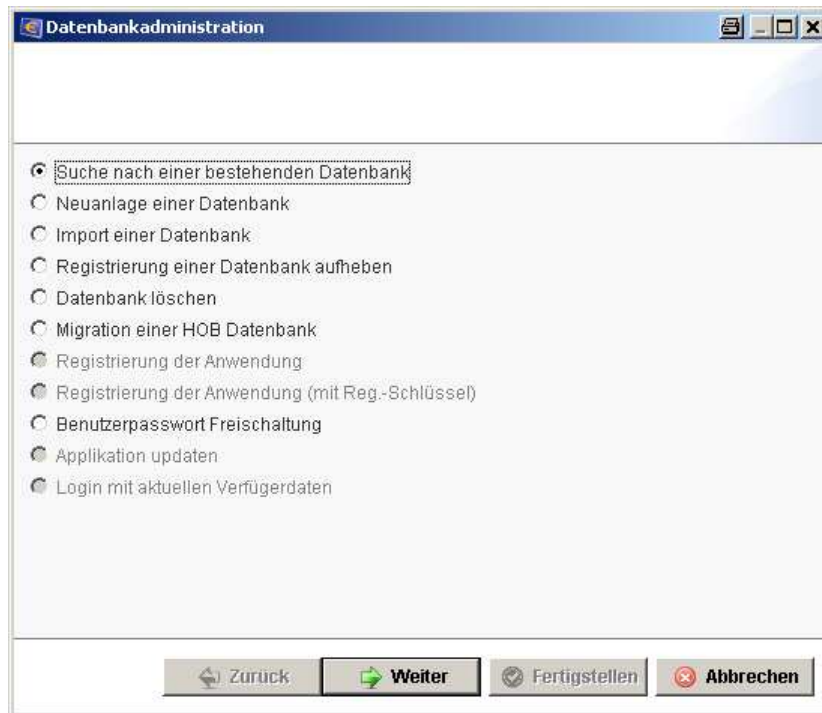 Datenbankadministration
Suche nach einer bestehenden Datenbank
Neuanlage einer Datenbank
Import einer Datenbank
Registrierung einer Datenbank aufheben
Datenbank löschen
Migration einer HOB Datenbank
Registrierung der Anwendung
Registrierung der Anwendung (mit Reg.-Schlüssel)
Benutzerpasswort Freischaltung
Applikation updaten
Login mit aktuellen Verfügerdaten
Zurück Weiter Fertigstellen Abbrechen